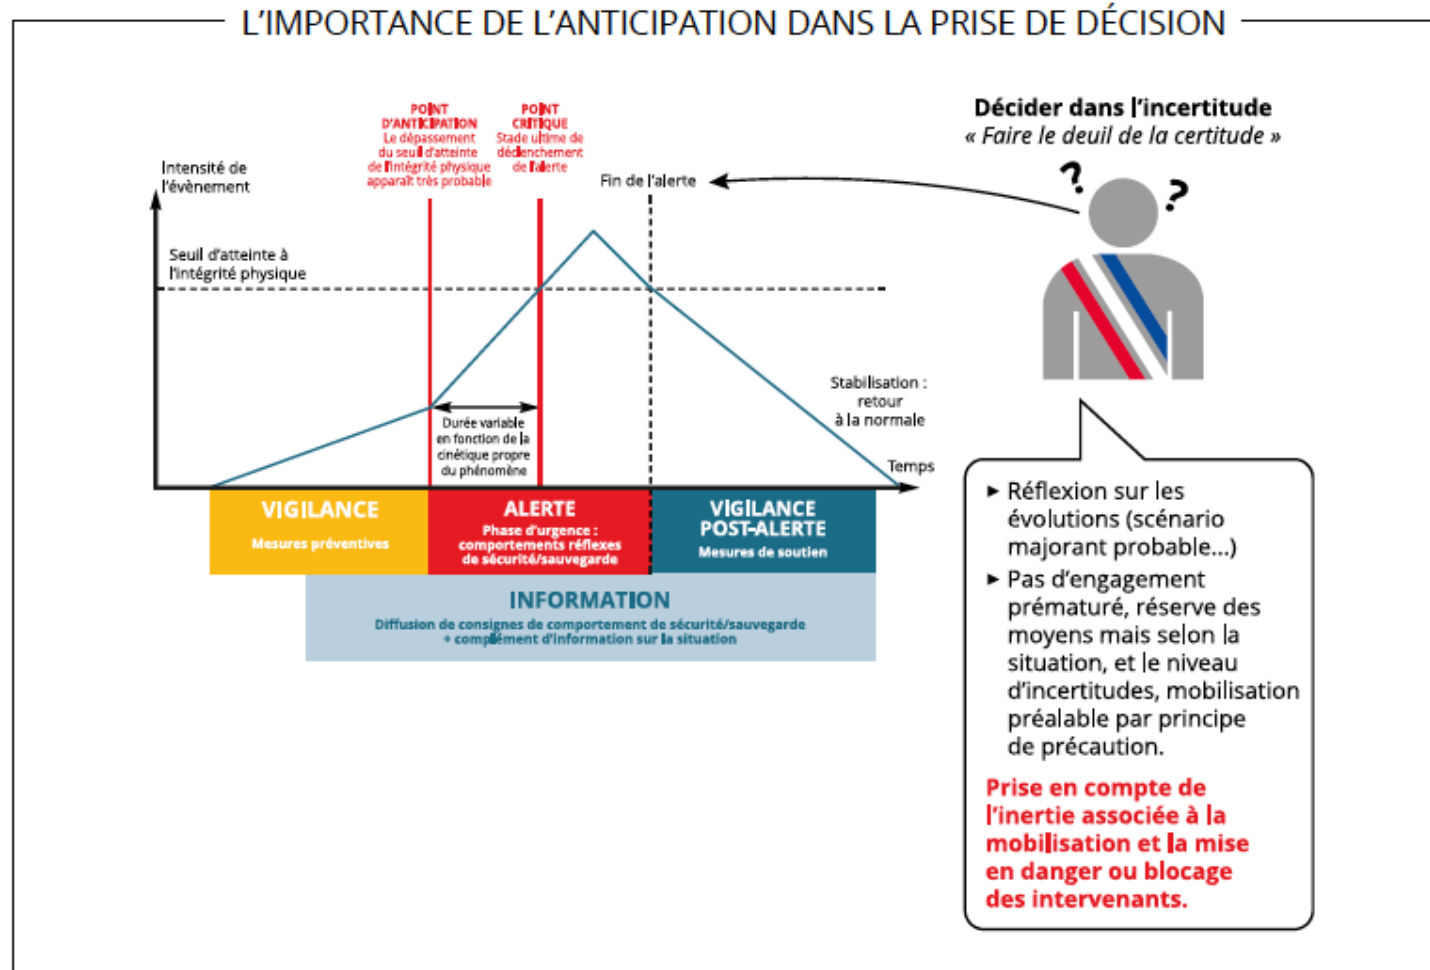 L’IMPORTANCE DE L’ANTICIPATION DANS LA PRISE DE DÉCISION
POINT
D’ANTICIPATION
Le dépassement
du seuil d’atteinte
de l’intégrité physique
apparaît très probable
POINT
CRITIQUE
Stade ultime de
déclenchement
de l’alerte
Intensité de
l’évènement
Fin de l’alerte
Seuil d’atteinte à
l’intégrité physique
Durée variable
en fonction de la
cinétique propre
du phénomène
Stabilisation :
retour
à la normale
Temps
VIGILANCE
Mesures préventives
ALERTE
Phase d’urgence :
comportements réflexes
de sécurité/sauvegarde
VIGILANCE
POST-ALERTE
Mesures de soutien
INFORMATION
Diffusion de consignes de comportement de sécurité/sauvegarde
+ complément d’information sur la situation
Décider dans l’incertitude
« Faire le deuil de la certitude »
?
?
► Réflexion sur les
évolutions (scénario
majorant probable...)
► Pas d’engagement
prématuré, réserve des
moyens mais selon la
situation, et le niveau
d’incertitudes, mobilisation
préalable par principe
de précaution.
Prise en compte de
l’inertie associée à la
mobilisation et la mise
en danger ou blocage
des intervenants.